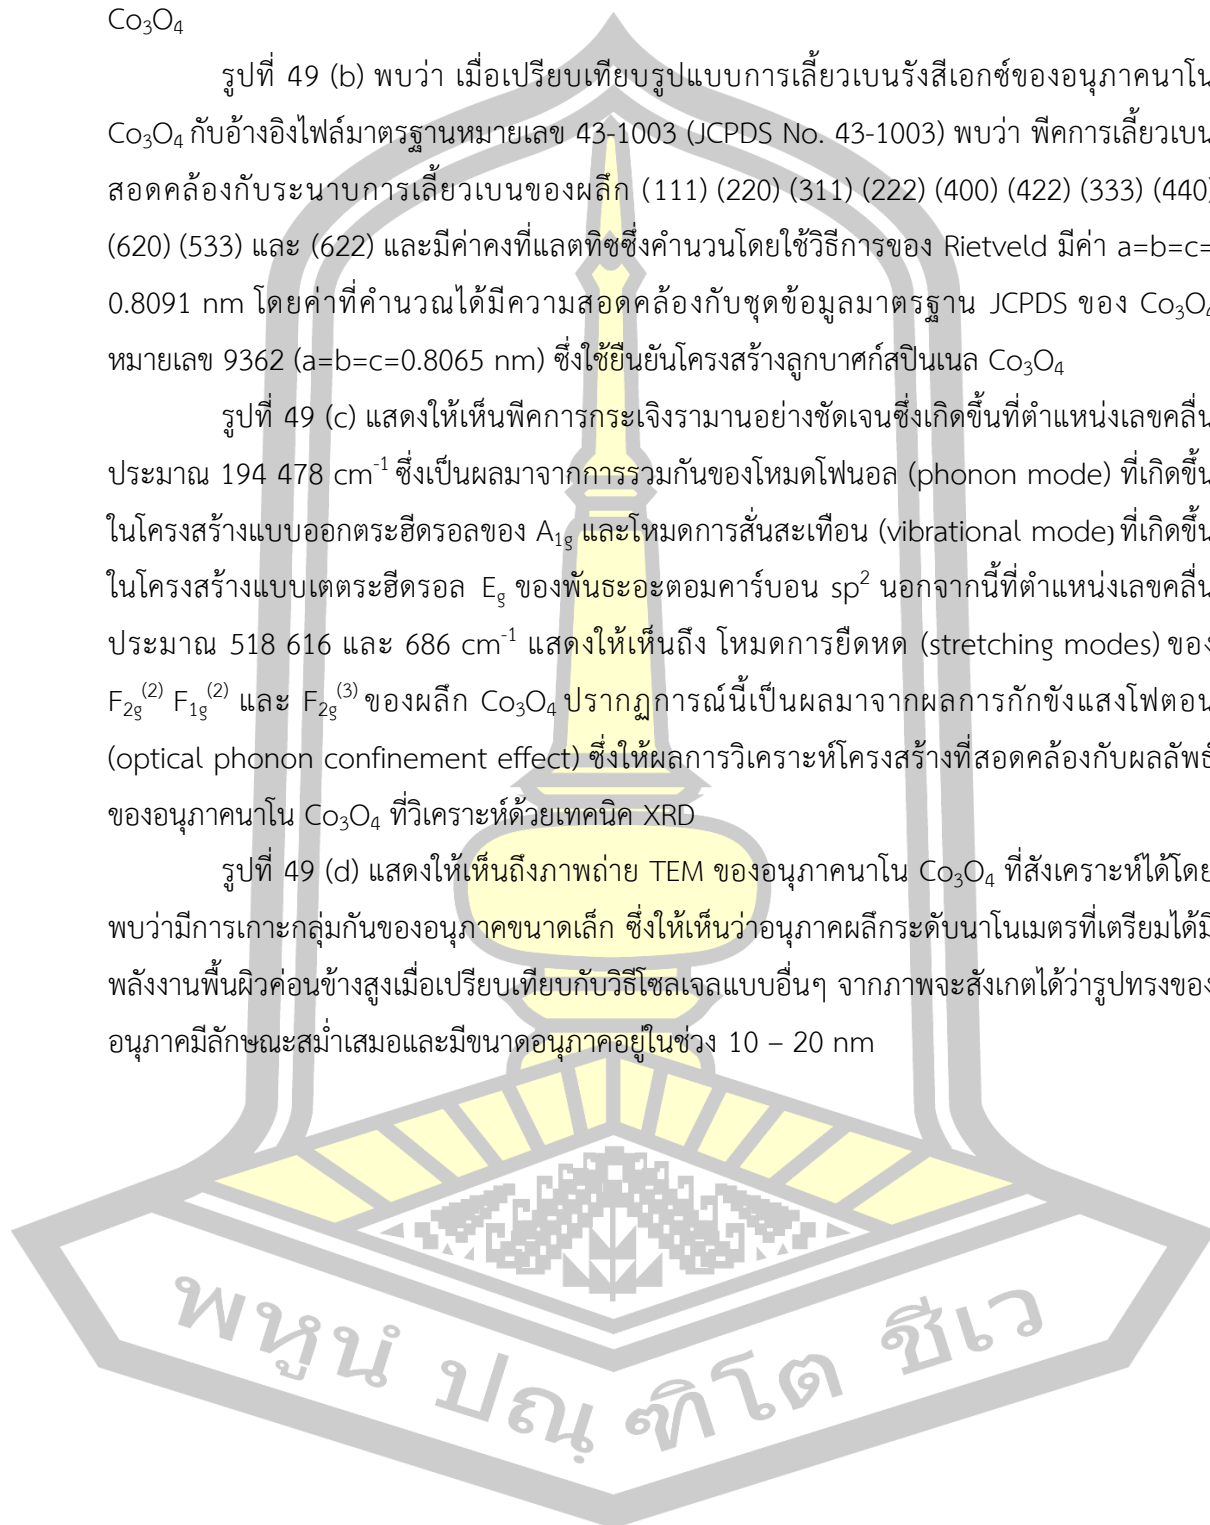 Co₃O₄
รูปที่ 49 (b) พบว่า เมื่อเปรียบเทียบรูปแบบการเลี้ยวเบนรังสีเอกซ์ของอนุภาคนาโน
Co₃O₄ กับอ้างอิงไฟล์มาตรฐานหมายเลข 43-1003 (JCPDS No. 43-1003) พบว่า พีคการเลี้ยวเบน
สอดคล้องกับระนาบการเลี้ยวเบนของผลึก (111) (220) (311) (222) (400) (422) (333) (440)
(620) (533) และ (622) และมีค่าคงที่แลตทิซซึ่งคำนวนโดยใช้วิธีการของ Rietveld มีค่า a=b=c=
0.8091 nm โดยค่าที่คำนวณได้มีความสอดคล้องกับชุดข้อมูลมาตรฐาน JCPDS ของ Co₃O₄
หมายเลข 9362 (a=b=c=0.8065 nm) ซึ่งใช้ยืนยันโครงสร้างลูกบาศก์สปินเนล Co₃O₄
รูปที่ 49 (c) แสดงให้เห็นพีคการกระเจิงรามานอย่างชัดเจนซึ่งเกิดขึ้นที่ตำแหน่งเลขคลื่น
ประมาณ 194 478 cm⁻¹ ซึ่งเป็นผลมาจากการรวมกันของโหมดโฟนอล (phonon mode) ที่เกิดขึ้น
ในโครงสร้างแบบออกตระฮีดรอลของ A₁g และโหมดการสั่นสะเทือน (vibrational mode) ที่เกิดขึ้น
ในโครงสร้างแบบเตตระฮีดรอล Eg ของพันธะอะตอมคาร์บอน sp² นอกจากนี้ที่ตำแหน่งเลขคลื่น
ประมาณ 518 616 และ 686 cm⁻¹ แสดงให้เห็นถึง โหมดการยืดหด (stretching modes) ของ
F₂g⁽²⁾ F₁g⁽²⁾ และ F₂g⁽³⁾ ของผลึก Co₃O₄ ปรากฏการณ์นี้เป็นผลมาจากผลการกักขังแสงโฟตอน
(optical phonon confinement effect) ซึ่งให้ผลการวิเคราะห์โครงสร้างที่สอดคล้องกับผลลัพธ์
ของอนุภาคนาโน Co₃O₄ ที่วิเคราะห์ด้วยเทคนิค XRD
รูปที่ 49 (d) แสดงให้เห็นถึงภาพถ่าย TEM ของอนุภาคนาโน Co₃O₄ ที่สังเคราะห์ได้โดย
พบว่ามีการเกาะกลุ่มกันของอนุภาคขนาดเล็ก ซึ่งให้เห็นว่าอนุภาคผลึกระดับนาโนเมตรที่เตรียมได้มี
พลังงานพื้นผิวค่อนข้างสูงเมื่อเปรียบเทียบกับวิธีโซลเจลแบบอื่นๆ จากภาพจะสังเกตได้ว่ารูปทรงของ
อนุภาคมีลักษณะสม่ำเสมอและมีขนาดอนุภาคอยู่ในช่วง 10 – 20 nm
พหูนํ ปณฺฑิโต ชีเว